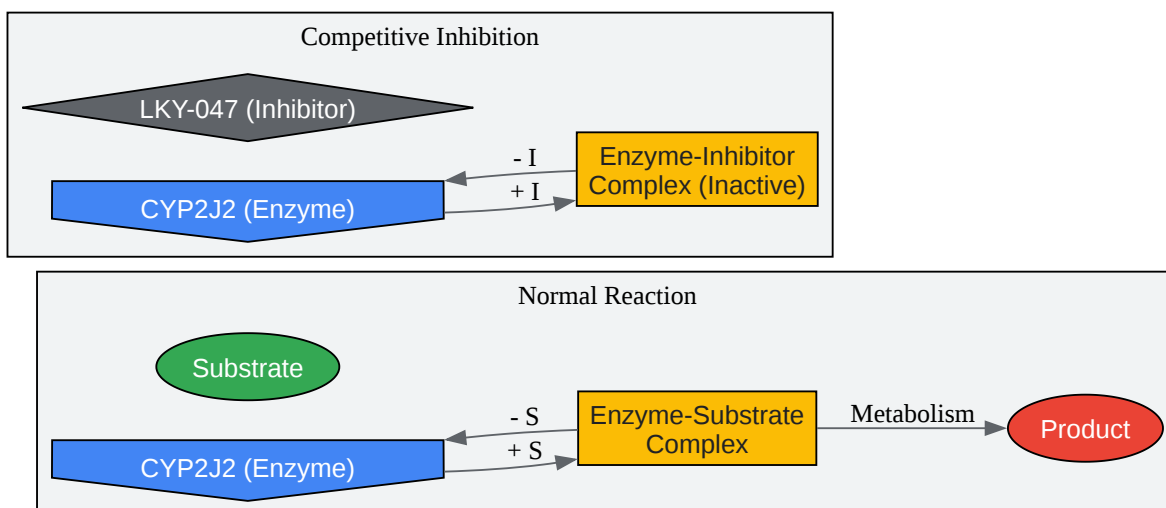 Competitive Inhibition
LKY-047 (Inhibitor)
- I
+ I
Enzyme-Inhibitor
Complex (Inactive)
CYP2J2 (Enzyme)
Normal Reaction
Substrate
- S
+ S
Enzyme-Substrate
Complex
Metabolism
Product
CYP2J2 (Enzyme)